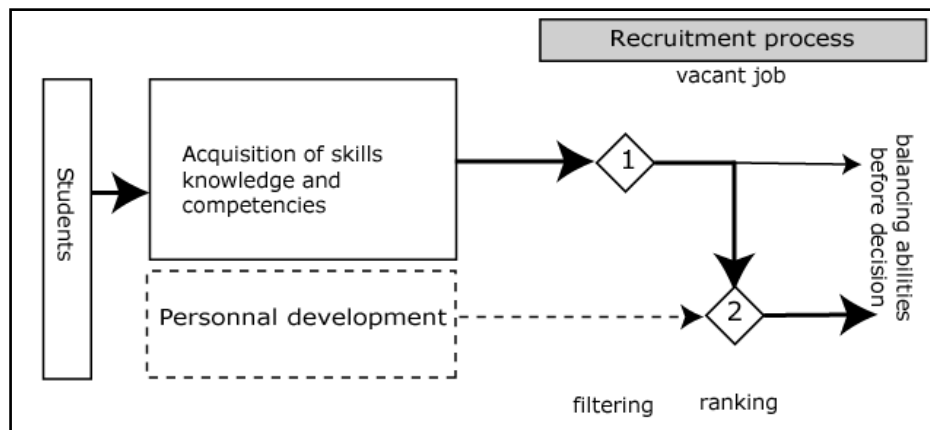 Recruitment process
vacant job
Students
Acquisition of skills
knowledge and
competencies
1
balancing abilities
before decision
Personnal development
2
filtering
ranking